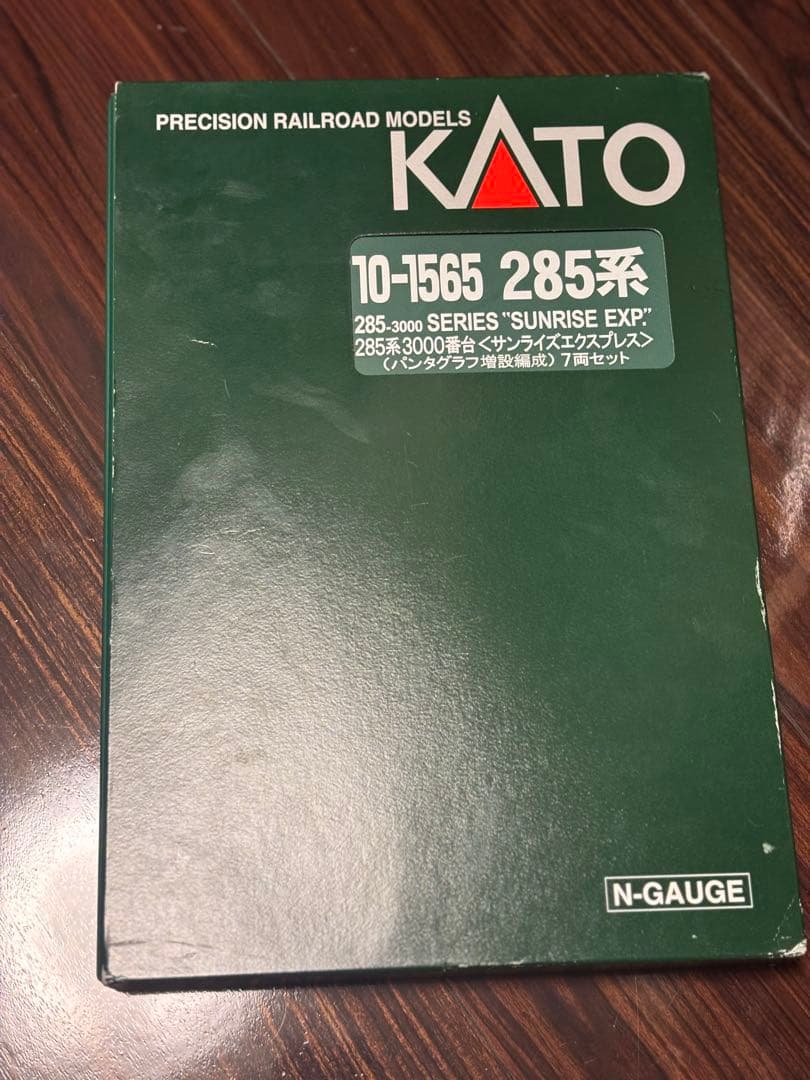 PRECISION RAILROAD MODELS
KATO
10-1565 285系
285-3000 SERIES "SUNRISE EXP."
285系3000番台<サンライズエクスプレス>
(パンタグラフ増設編成) 7両セット
N-GAUGE